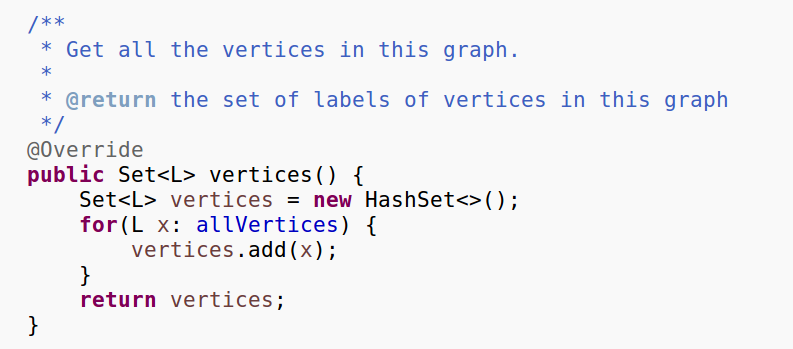 /**
 * Get all the vertices in this graph.
 *
 * @return the set of labels of vertices in this graph
 */
@Override
public Set<L> vertices() {
    Set<L> vertices = new HashSet<>();
    for(L x: allVertices) {
        vertices.add(x);
    }
    return vertices;
}